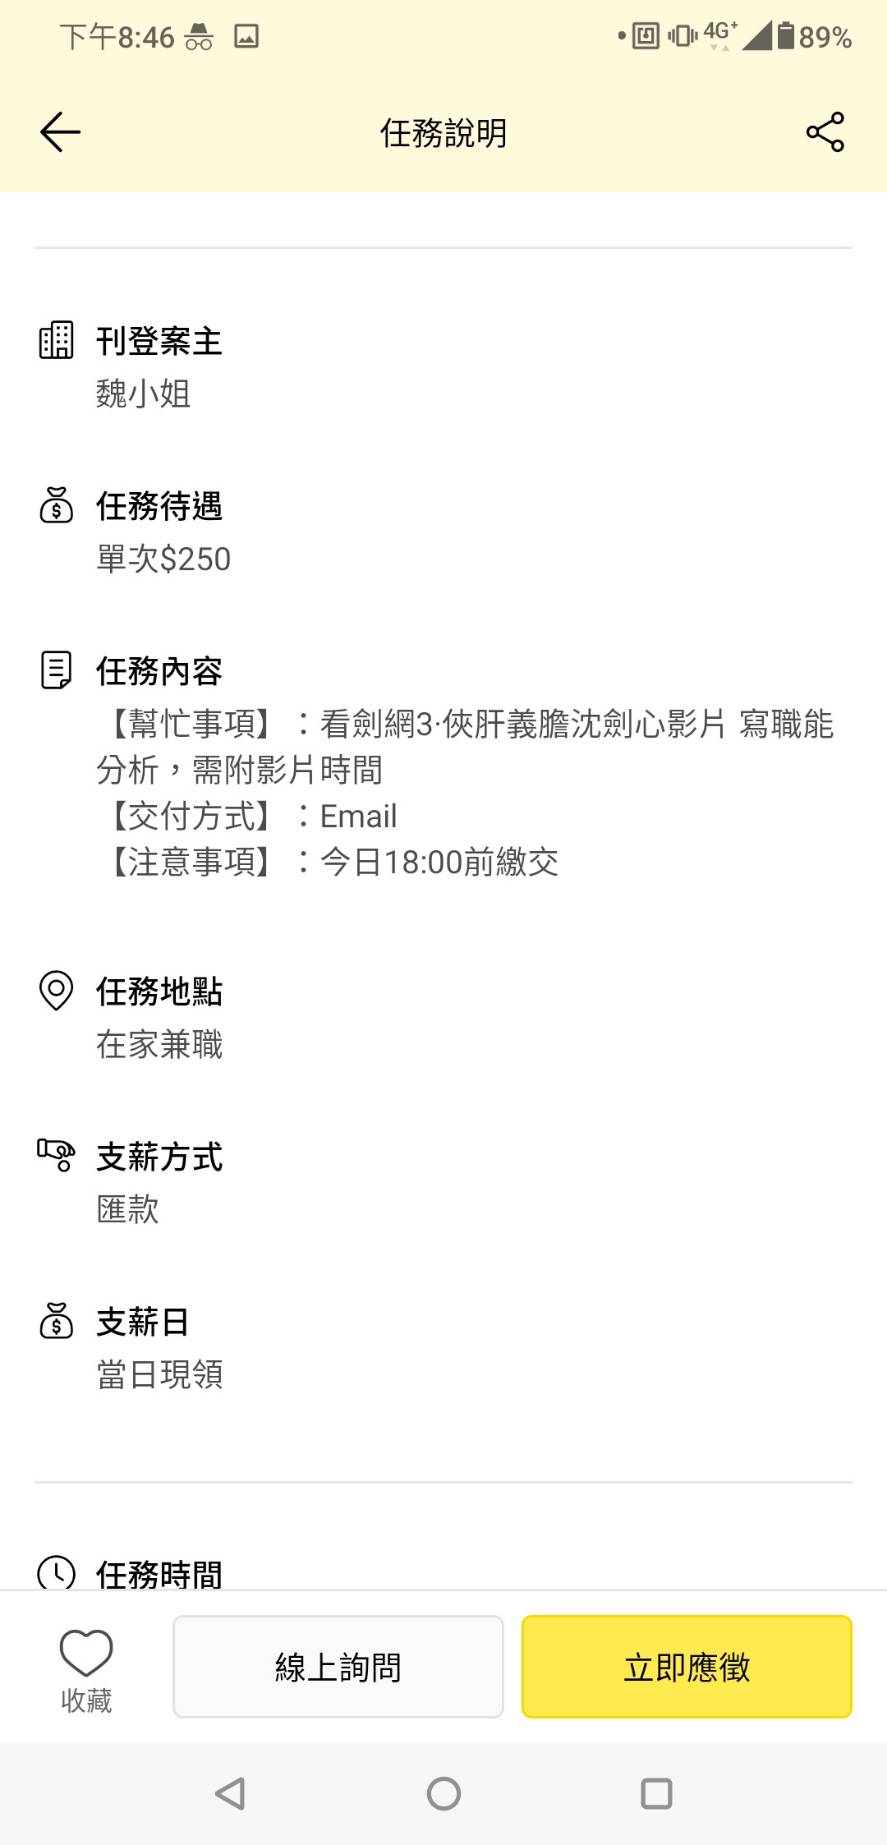 下午8:46
4G+
89%
任務說明
刊登案主
魏小姐
任務待遇
單次$250
任務內容
【幫忙事項】：看劍網3·俠肝義膽沈劍心影片 寫職能
分析，需附影片時間
【交付方式】：Email
【注意事項】：今日18:00前繳交
任務地點
在家兼職
支薪方式
匯款
支薪日
當日現領
任務時間
收藏
線上詢問
立即應徵